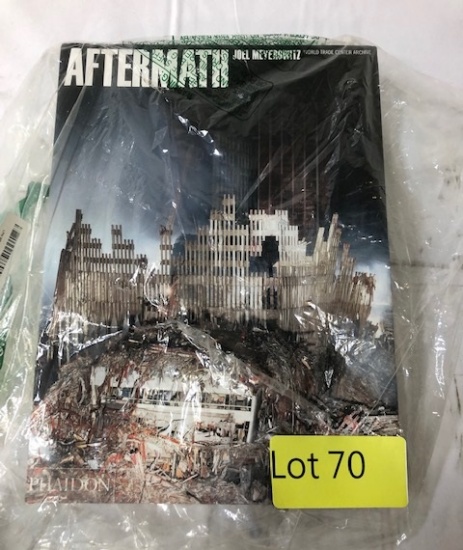 AFTERMATH JOEL MEYEROWITZ WORLD TRADE CENTER ARCHIVE
PHAIDON
Lot 70